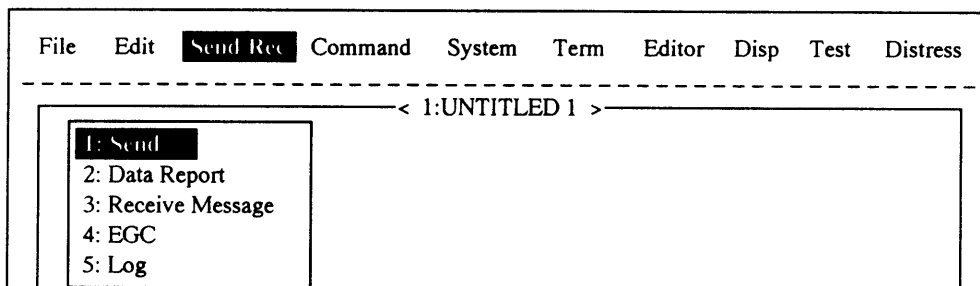 File Edit Send Rec Command System Term Editor Disp Test Distress
< 1:UNTITLED 1 >
1: Send
2: Data Report
3: Receive Message
4: EGC
5: Log